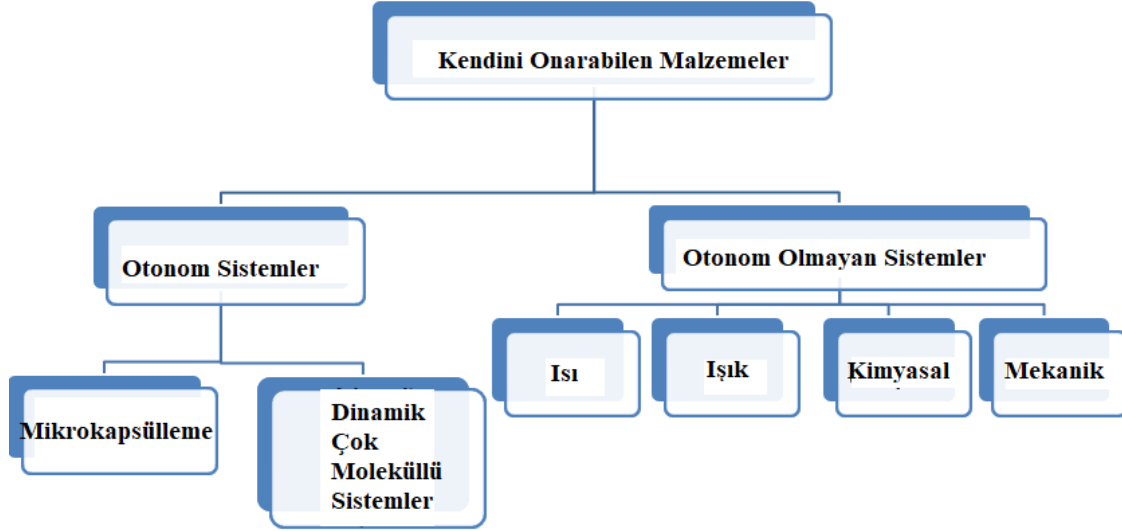 Kendini Onarabilen Malzemeler
Otonom Sistemler
Otonom Olmayan Sistemler
Isı
Işık
Kimyasal
Mekanik
Mikrokapsülleme
Dinamik
Çok
Moleküllü
Sistemler